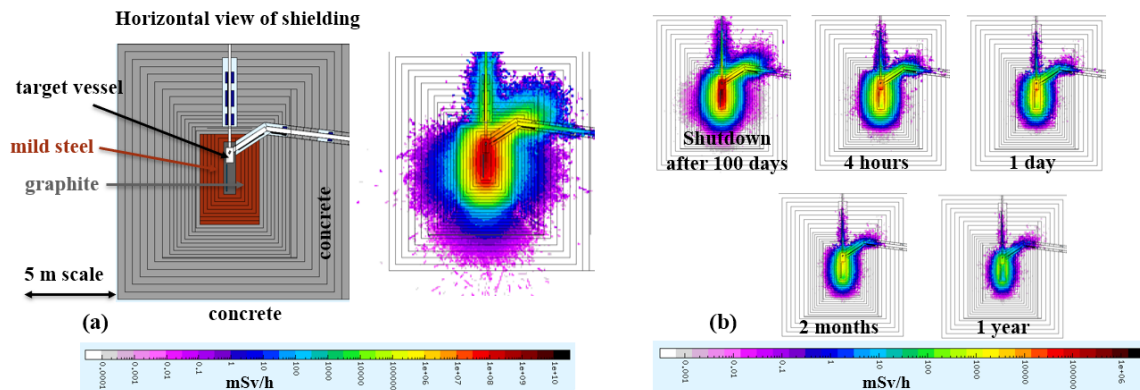 Horizontal view of shielding
target vessel
mild steel
graphite
concrete
5 m scale
(a)
concrete
0.0001
0.001
0.01
0.1
1
10
100
1000
10000
100000
1e+06
1e+07
1e+08
1e+09
1e+10
mSv/h
Shutdown
after 100 days
4 hours
1 day
2 months
(b)
1 year
0.001
0.01
0.1
1
10
100
1000
10000
1e+06
mSv/h